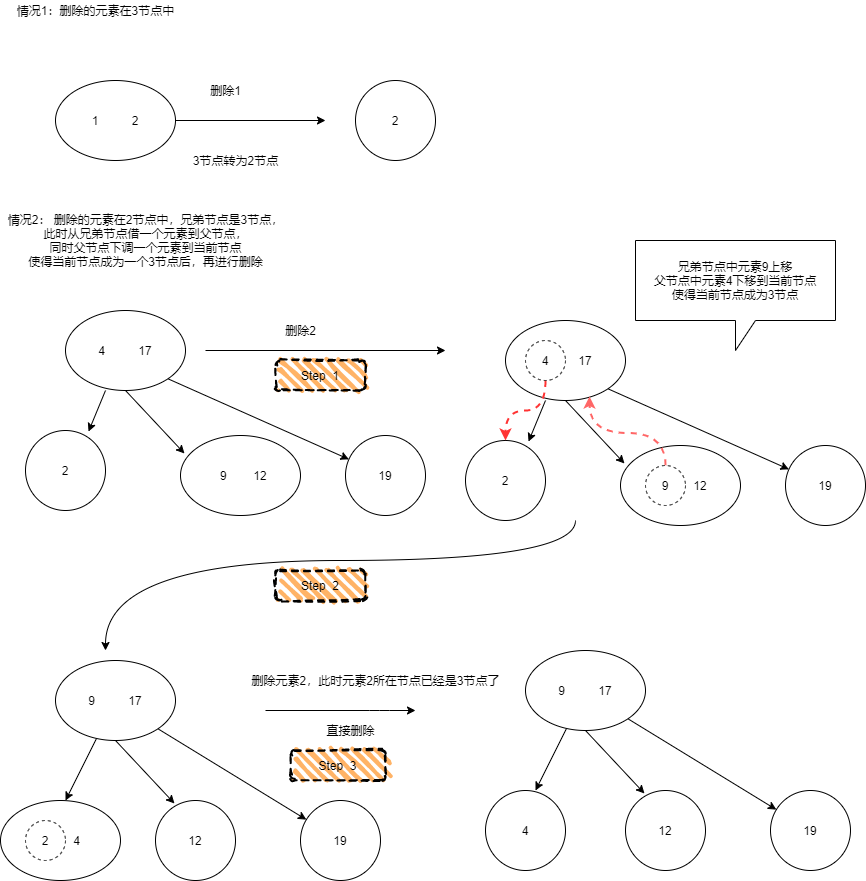 情况1：删除的元素在3节点中
删除1
1 2
2
3节点转为2节点
情况2： 删除的元素在2节点中，兄弟节点是3节点，
此时从兄弟节点借一个元素到父节点，
同时父节点下调一个元素到当前节点
使得当前节点成为一个3节点后，再进行删除
兄弟节点中元素9上移
父节点中元素4下移到当前节点
使得当前节点成为3节点
删除2
4 17
4 17
Step 1
2
9 12
19
2
9 12
19
Step 2
删除元素2，此时元素2所在节点已经是3节点了
9 17
9 17
直接删除
Step 3
2 4
12
19
4
12
19